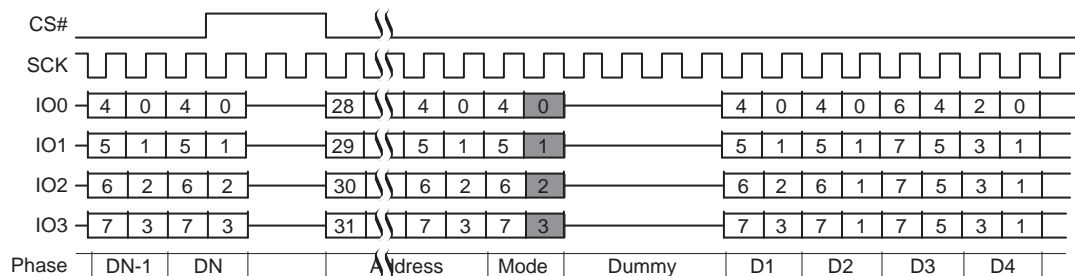 CS#
SCK
IO0 4 0 4 0 28 4 0 4 0 4 0 4 0 6 4 2 0
IO1 5 1 5 1 29 5 1 5 1 5 1 5 1 7 5 3 1
IO2 6 2 6 2 30 6 2 6 2 6 2 6 1 7 5 3 1
IO3 7 3 7 3 31 7 3 7 3 7 3 7 1 7 5 3 1
Phase DN-1 DN Address Mode Dummy D1 D2 D3 D4